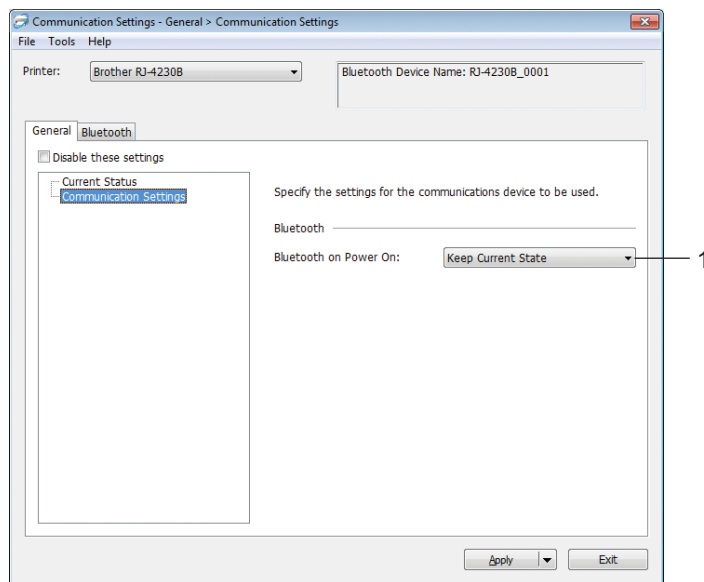 Communication Settings - General > Communication Settings
File Tools Help
Printer: Brother RJ-4230B Bluetooth Device Name: RJ-4230B_0001
General Bluetooth
Disable these settings
Current Status
Communication Settings
Specify the settings for the communications device to be used.
Bluetooth
Bluetooth on Power On: Keep Current State
1
Apply Exit